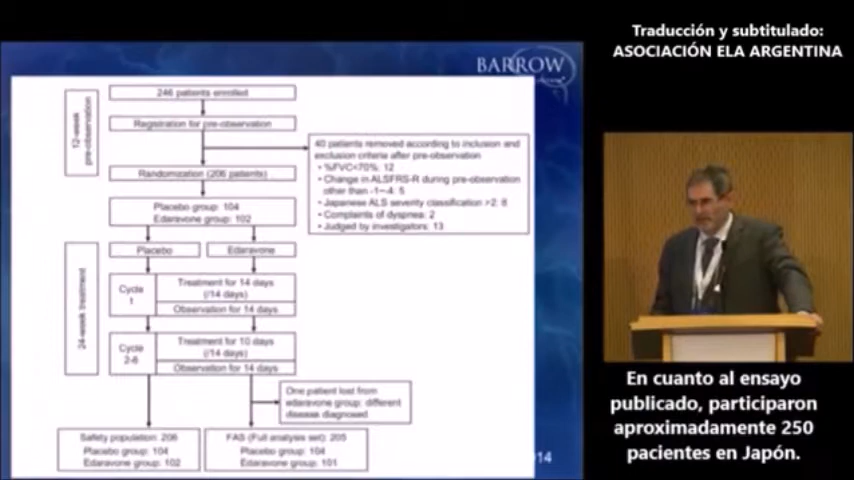 Traducción y subtitulado:
ASOCIACIÓN ELA ARGENTINA
BARROW
246 patients enrolled
12-week
pre-observation
Registration for pre-observation
40 patients removed according to inclusion and
exclusion criteria after pre-observation
• %FVC<70%: 12
• Change in ALSFRS-R during pre-observation
other than -1~-4: 5
• Japanese ALS severity classification >2: 8
• Complaints of dyspnea: 2
• Judged by investigators: 13
Randomization (206 patients)
Placebo group: 104
Edaravone group: 102
Placebo
Edaravone
24-week treatment
Cycle
1
Treatment for 14 days
(/14 days)
Observation for 14 days
Cycle
2-6
Treatment for 10 days
(/14 days)
Observation for 14 days
One patient lost from
edaravone group: different
disease diagnosed
Safety population: 206
Placebo group: 104
Edaravone group: 102
FAS (Full analysis set): 205
Placebo group: 104
Edaravone group: 101
014
En cuanto al ensayo
publicado, participaron
aproximadamente 250
pacientes en Japón.